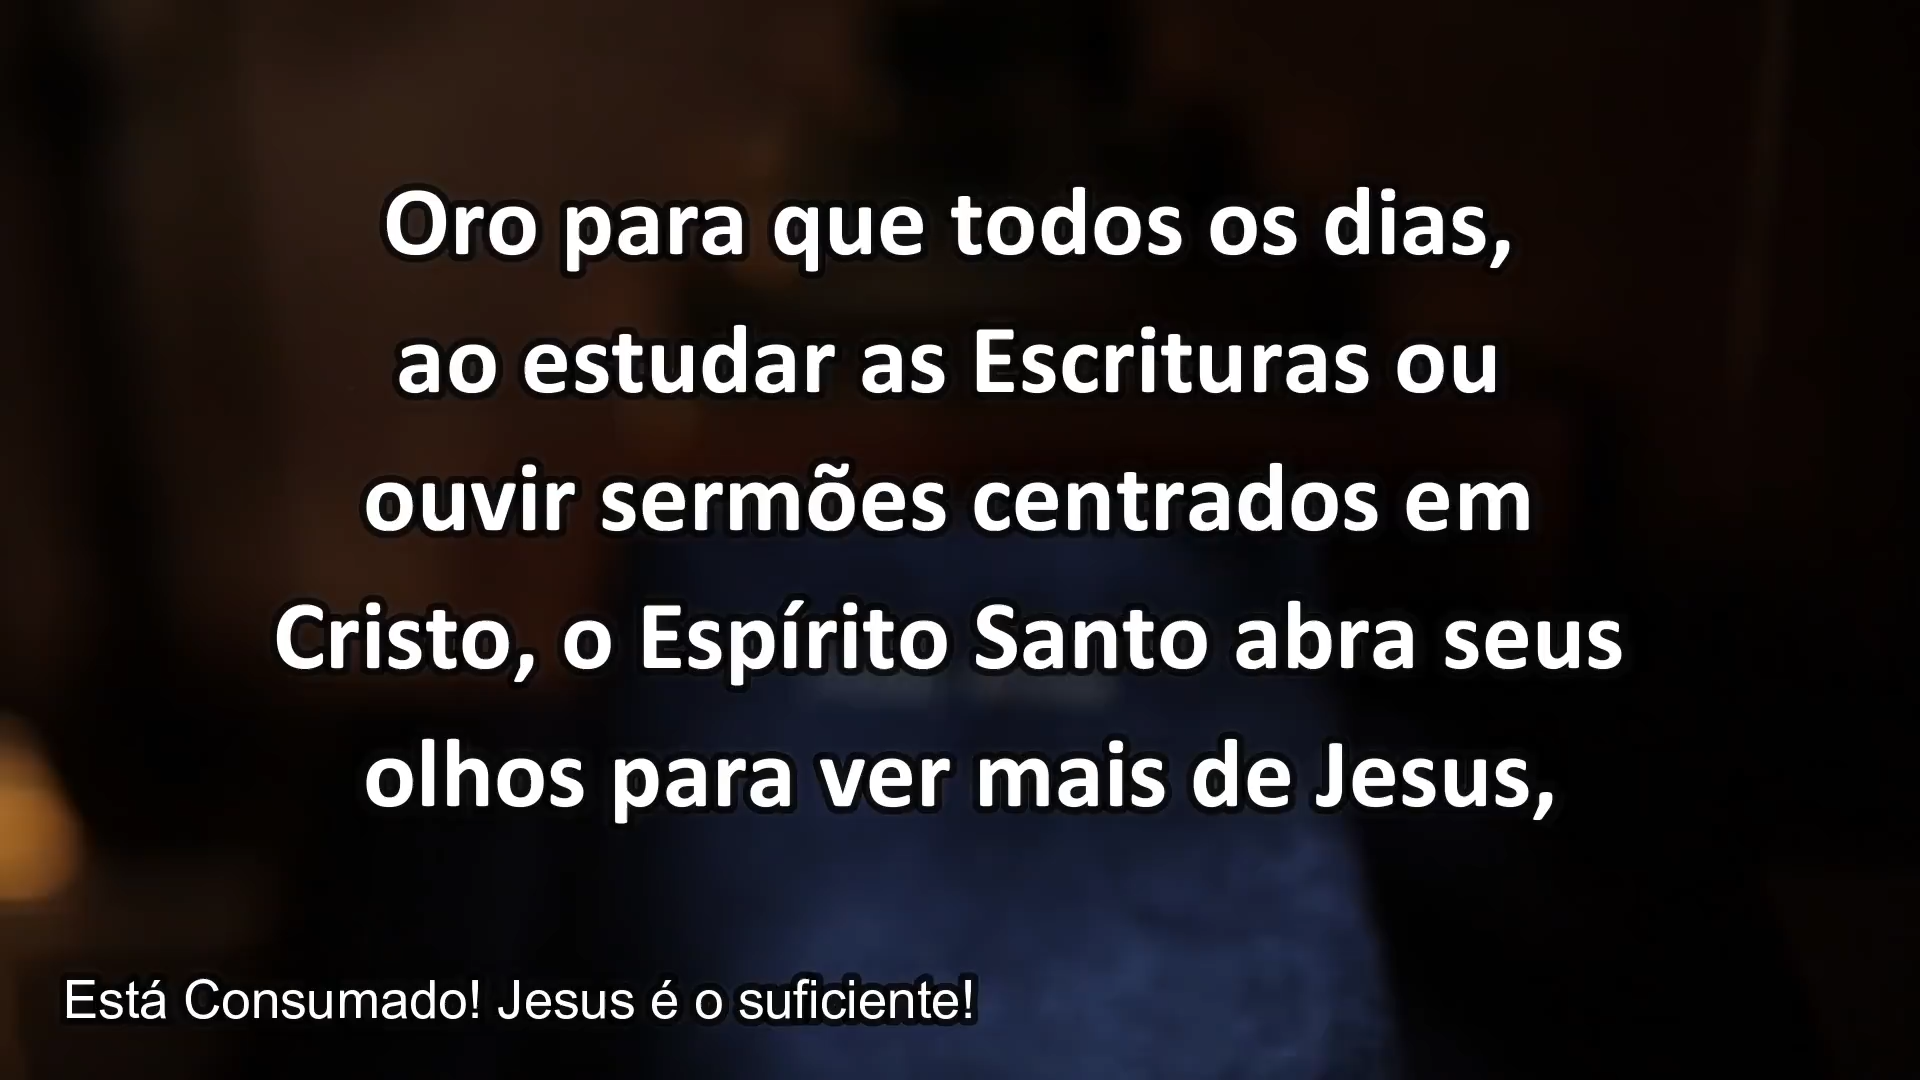 Oro para que todos os dias,
ao estudar as Escrituras ou
ouvir sermões centrados em
Cristo, o Espírito Santo abra seus
olhos para ver mais de Jesus,
Está Consumado! Jesus é o suficiente!